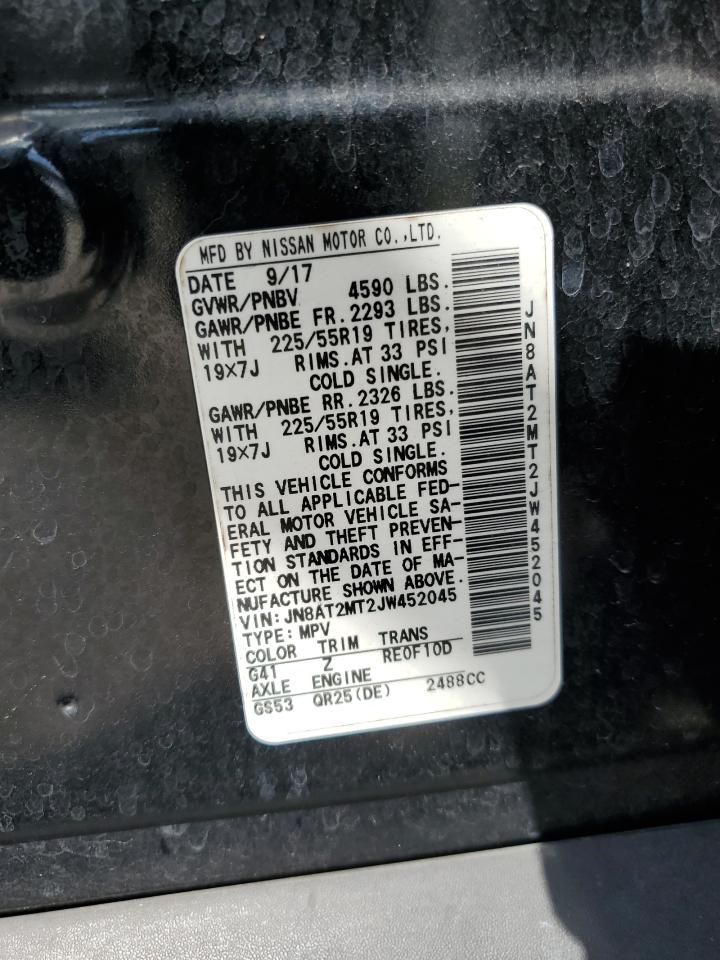 MFD BY NISSAN MOTOR CO.,LTD.
DATE 9/17
GVWR/PNBV 4590 LBS.
GAWR/PNBE FR.2293 LBS.
WITH 225/55R19 TIRES,
19×7J RIMS.AT 33 PSI
COLD SINGLE.
GAWR/PNBE RR.2326 LBS.
WITH 225/55R19 TIRES,
19×7J RIMS.AT 33 PSI
COLD SINGLE.
THIS VEHICLE CONFORMS
TO ALL APPLICABLE FED-
ERAL MOTOR VEHICLE SA-
FETY AND THEFT PREVEN-
TION STANDARDS IN EFF-
ECT ON THE DATE OF MA-
NUFACTURE SHOWN ABOVE.
VIN:JN8AT2MT2JW452045
TYPE:MPV
COLOR TRIM TRANS
G41 Z RE0F10D
AXLE ENGINE
GS53 QR25(DE) 2488CC
JN8AT2MT2JW452045